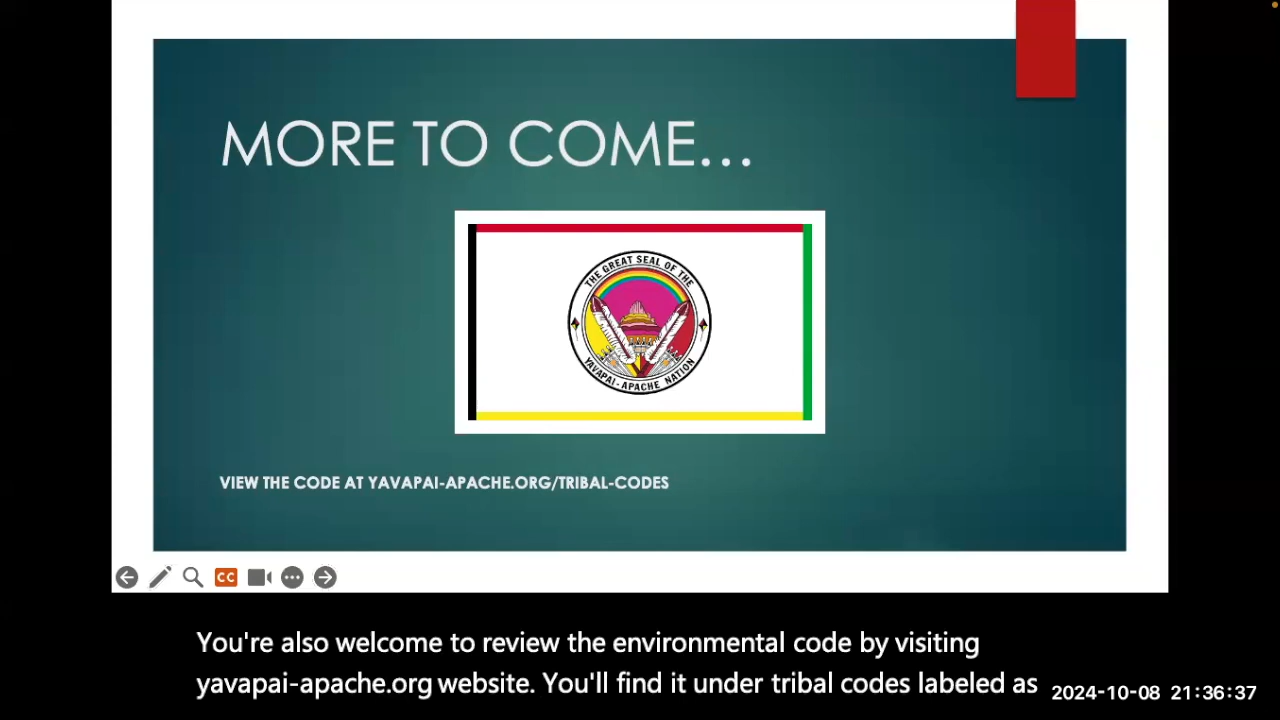 MORE TO COME...
THE GREAT SEAL OF THE
YAVAPAI-APACHE NATION
VIEW THE CODE AT YAVAPAI-APACHE.ORG/TRIBAL-CODES
CC
You're also welcome to review the environmental code by visiting
yavapai-apache.org website. You'll find it under tribal codes labeled as
2024-10-08 21:36:37